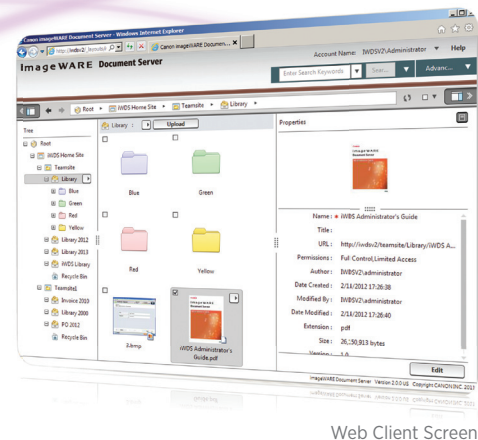 Canon imageWARE Document Server - Windows Internet Explorer
Canon imageWARE Documen...
Account Name: IWDSV2\Administrator Help
ImageWARE Document Server
Enter Search Keywords Sear... Advanc...
Root iWDS Home Site Teamsite Library
Tree
Library : Upload
Properties
Root
iWDS Home Site
Teamsite
Library
Blue
Green
Red
Yellow
Library 2012
Library 2013
iWDS Library
Recycle Bin
Teamsite1
Invoice 2010
Library 2000
PO 2012
Recycle Bin
Blue
Green
Red
Yellow
iWDS Administrator's
Guide.pdf
Name : * iWDS Administrator's Guide
Title :
URL : http://iwdsv2/teamsite/Library/iWDS A...
Permissions : Full Control,Limited Access
Author : IWDSV2\administrator
Date Created : 2/14/2012 17:26:38
Modified By : IWDSV2\administrator
Date Modified : 2/14/2012 17:26:40
Extension : pdf
Size : 26,:50,913 bytes
Version : 1.0
Edit
ImageWARE Document Server Version 2.0.0 US Copyright CANON INC. 2013
Web Client Screen